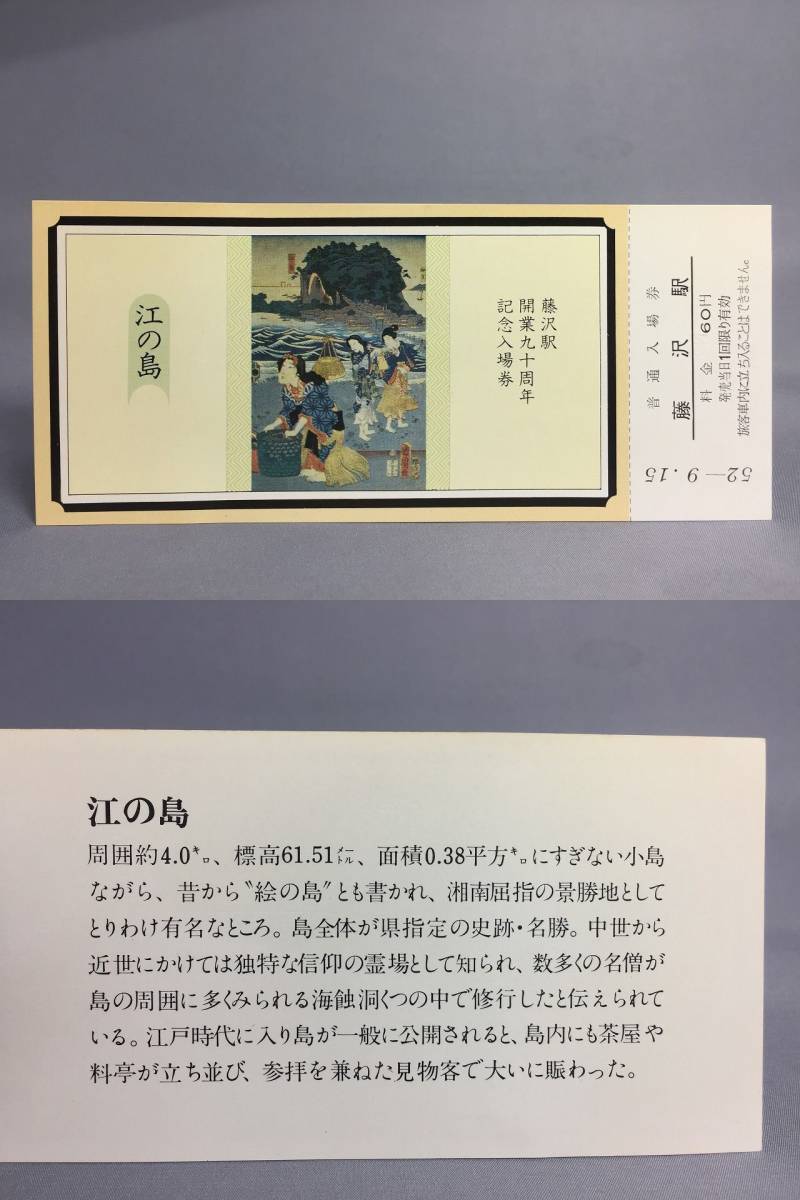 江の島
藤沢駅
開業九十周年
記念入場券
普通入場券
藤沢駅
料金 60円
発売当日1回限り有効
旅客車内に立ち入ることはできません。
52-9.15
江の島
周囲約4.0㌔、標高61.51㍍、面積0.38平方㌔にすぎない小島
ながら、昔から〝絵の島〟とも書かれ、湘南屈指の景勝地として
とりわけ有名なところ。島全体が県指定の史跡・名勝。中世から
近世にかけては独特な信仰の霊場として知られ、数多くの名僧が
島の周囲に多くみられる海蝕洞くつの中で修行したと伝えられて
いる。江戸時代に入り島が一般に公開されると、島内にも茶屋や
料亭が立ち並び、参拝を兼ねた見物客で大いに賑わった。